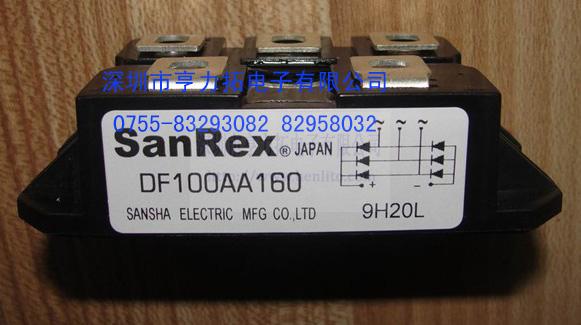 深圳市亨力拓电子有限公司
0755-83293082 82958032
SanRex® JAPAN
DF100AA160
SANSHA ELECTRIC MFG CO.,LTD
~ ~ ~
+ −
9H20L